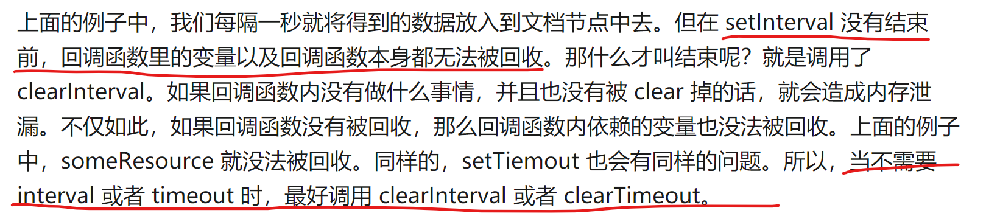 上面的例子中，我们每隔一秒就将得到的数据放入到文档节点中去。但在 setInterval 没有结束
前，回调函数里的变量以及回调函数本身都无法被回收。那什么才叫结束呢？就是调用了
clearInterval。如果回调函数内没有做什么事情，并且也没有被 clear 掉的话，就会造成内存泄
漏。不仅如此，如果回调函数没有被回收，那么回调函数内依赖的变量也没法被回收。上面的例子
中，someResource 就没法被回收。同样的，setTiemout 也会有同样的问题。所以，当不需要
interval 或者 timeout 时，最好调用 clearInterval 或者 clearTimeout。